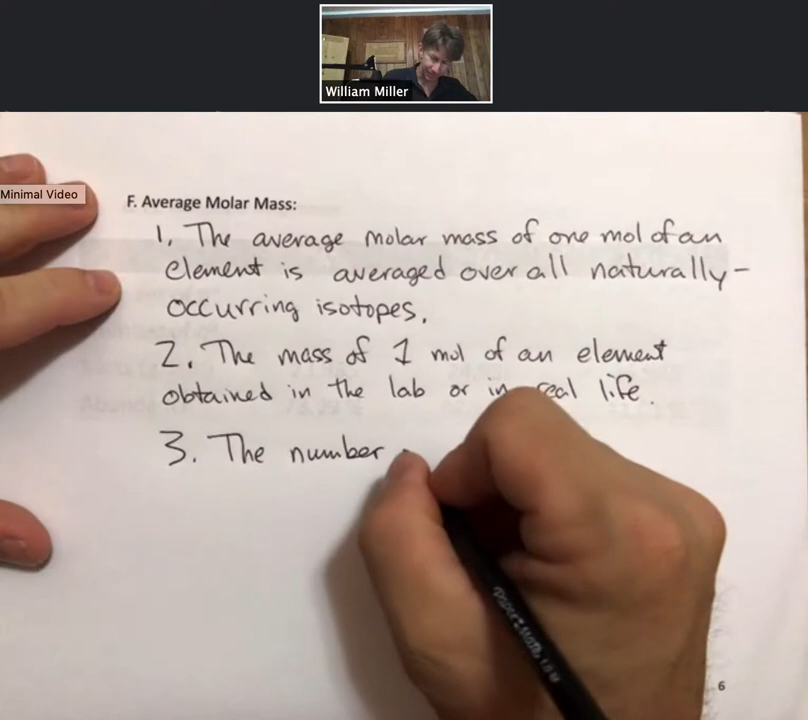 William Miller
Minimal Video
F. Average Molar Mass:
1. The average molar mass of one mol of an
element is averaged over all naturally-
occurring isotopes.
2. The mass of 1 mol of an element
obtained in the lab or in real life.
3. The number
6